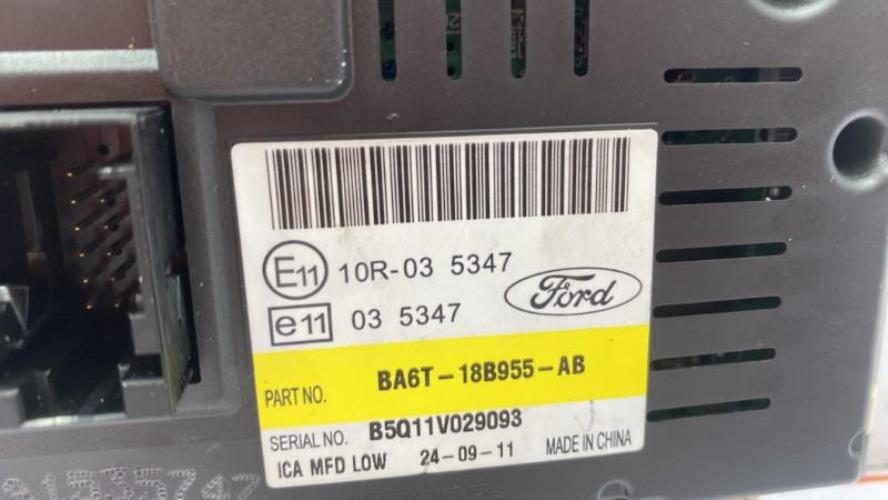 E11 10R-03 5347
Ford
e11 03 5347
PART NO. BA6T-18B955-AB
SERIAL NO. B5Q11V029093
ICA MFD LOW 24-09-11 MADE IN CHINA